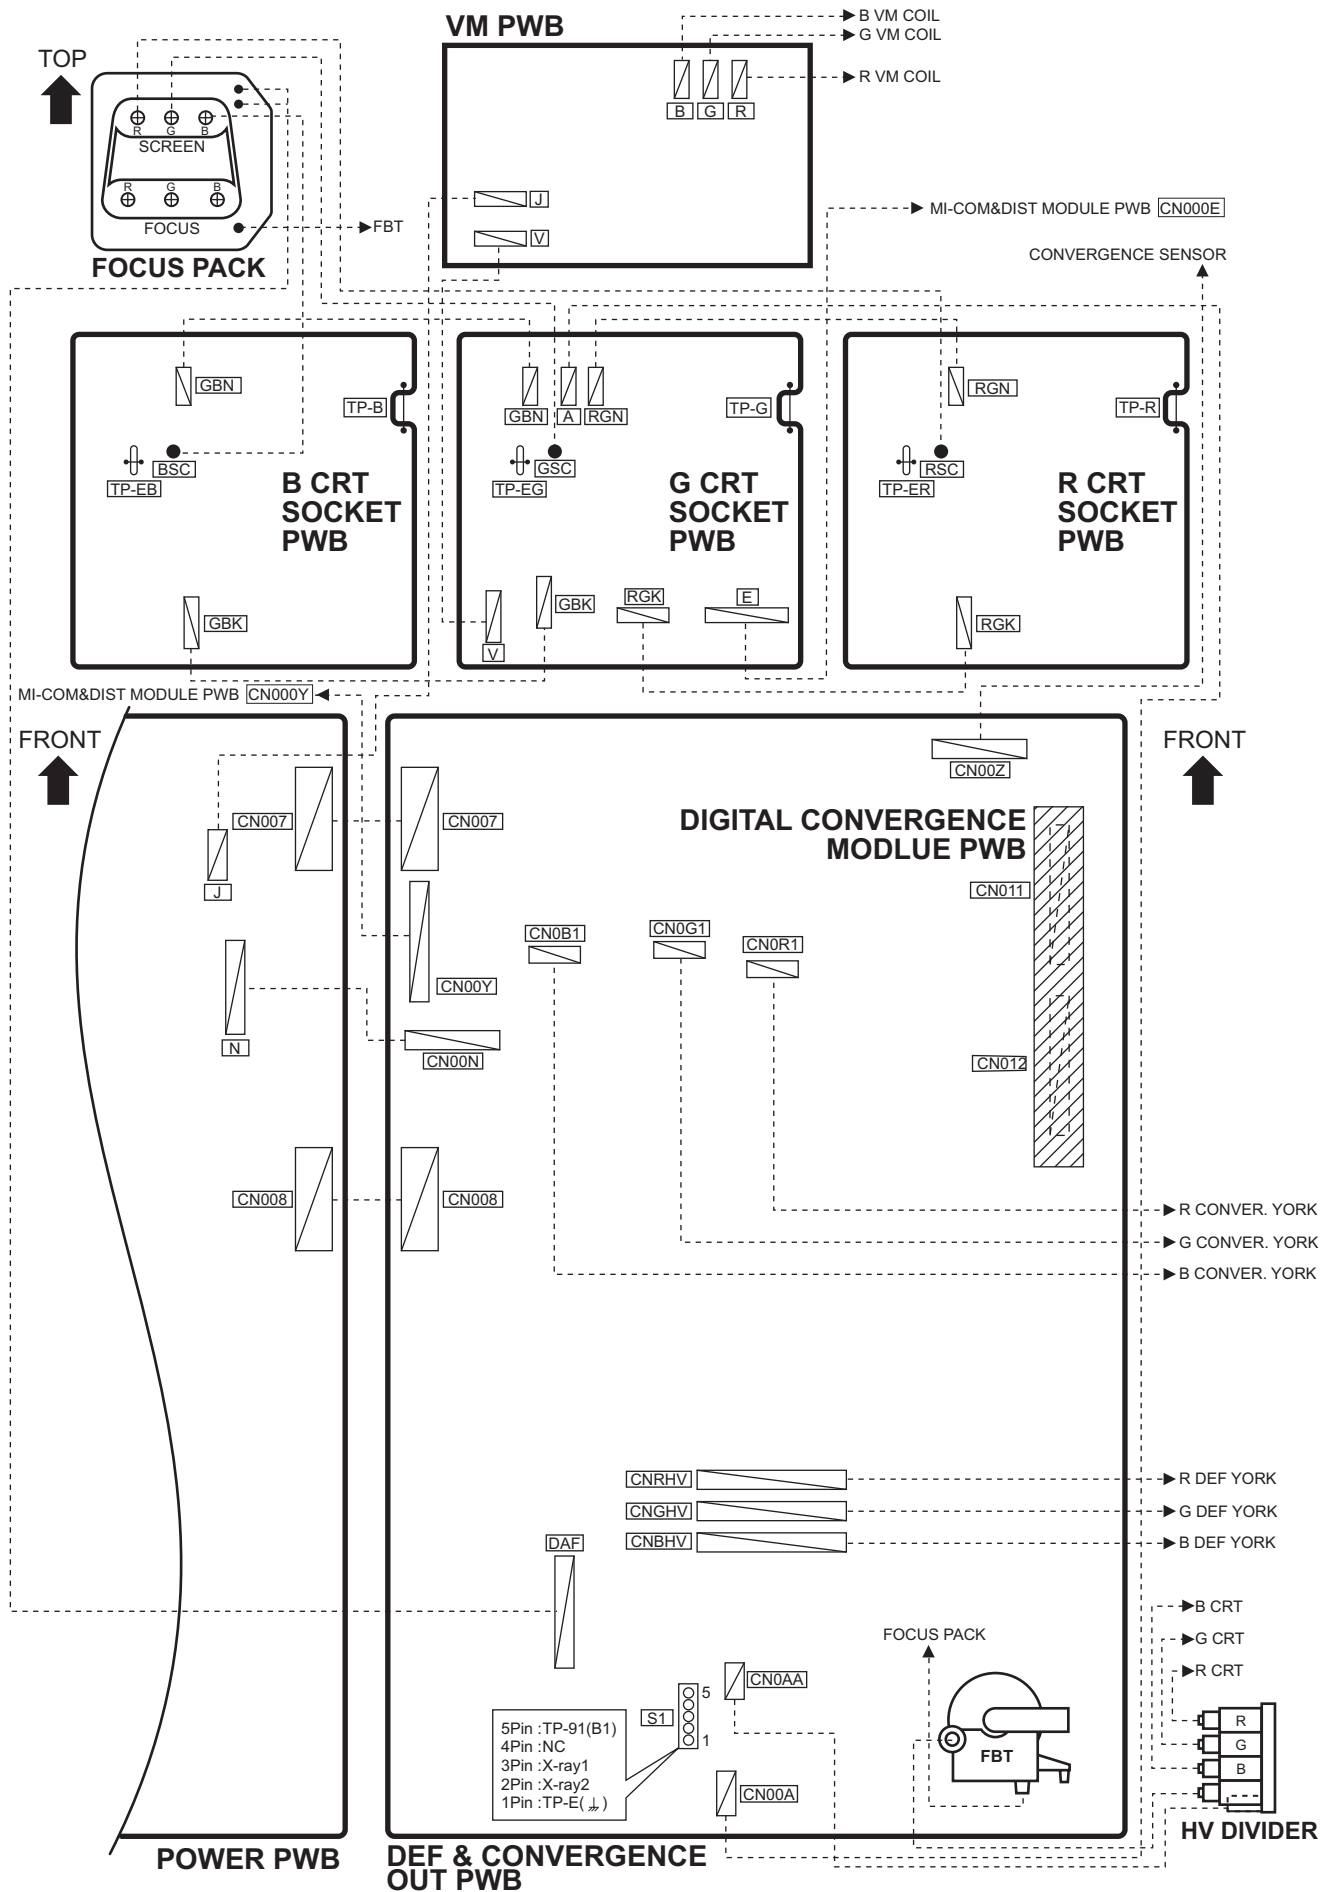 VM PWB
B VM COIL
G VM COIL
R VM COIL
B
G
R
TOP
R
G
B
SCREEN
R
G
B
FOCUS
FBT
FOCUS PACK
J
V
MI-COM&DIST MODULE PWB CN000E
CONVERGENCE SENSOR
GBN
TP-B
BSC
TP-EB
B CRT
SOCKET
PWB
GBK
GBN
A
RGN
TP-G
GSC
TP-EG
G CRT
SOCKET
PWB
V
GBK
RGK
E
RGN
TP-R
RSC
TP-ER
R CRT
SOCKET
PWB
RGK
MI-COM&DIST MODULE PWB CN000Y
FRONT
FRONT
CN007
CN007
J
N
CN00Y
CN00N
CN008
CN008
CN00Z
DIGITAL CONVERGENCE
MODLUE PWB
CN011
CN012
CN0B1
CN0G1
CN0R1
R CONVER. YORK
G CONVER. YORK
B CONVER. YORK
CNRHV
CNGHV
CNBHV
R DEF YORK
G DEF YORK
B DEF YORK
DAF
B CRT
G CRT
R CRT
FOCUS PACK
CN0AA
S1
5
1
5Pin :TP-91(B1)
4Pin :NC
3Pin :X-ray1
2Pin :X-ray2
1Pin :TP-E( )
CN00A
FBT
R
G
B
HV DIVIDER
POWER PWB
DEF & CONVERGENCE
OUT PWB